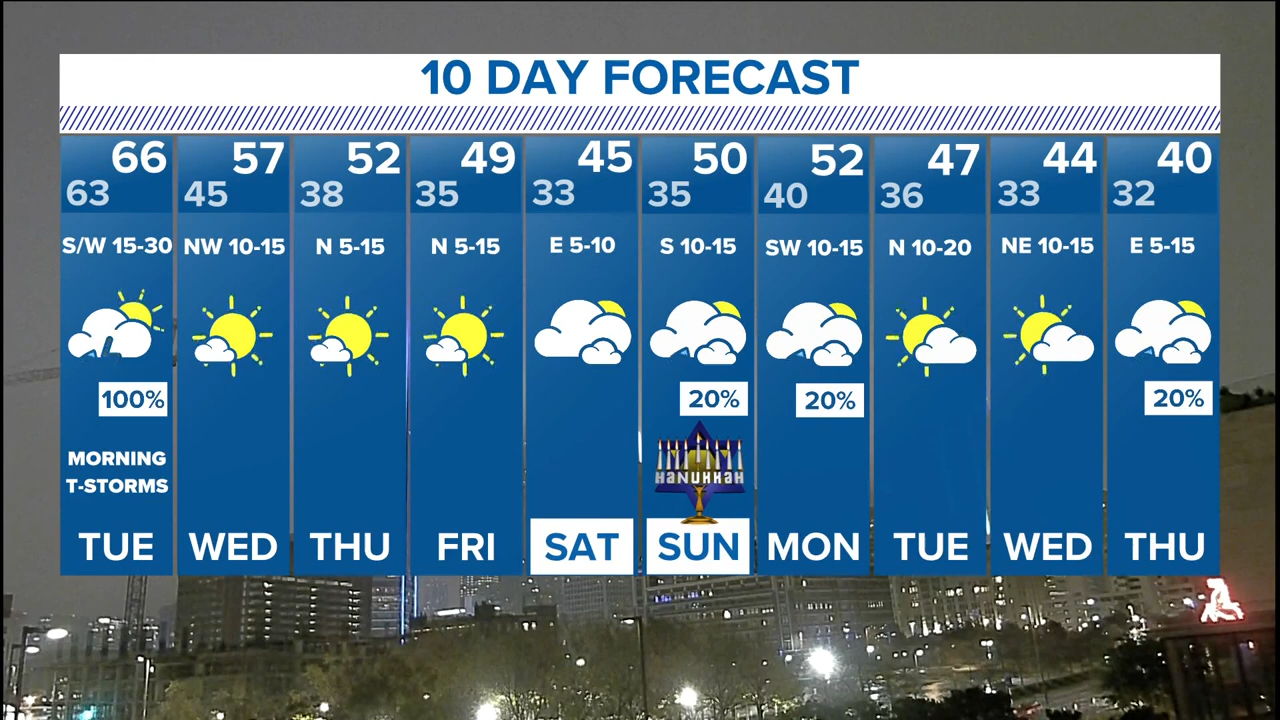 10 DAY FORECAST
66 57 52 49 45 50 52 47 44 40
63 45 38 35 33 35 40 36 33 32
S/W 15-30 NW 10-15 N 5-15 N 5-15 E 5-10 S 10-15 SW 10-15 N 10-20 NE 10-15 E 5-15
100% 20% 20% 20%
MORNING
T-STORMS
HANUKKAH
TUE WED THU FRI SAT SUN MON TUE WED THU